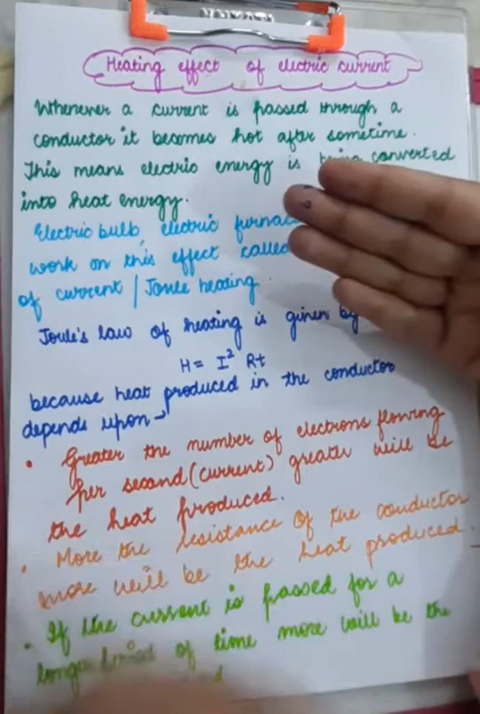 Heating effect of electric current
Whenever a current is passed through a
conductor it becomes hot after sometime.
This means electric energy is being converted
into heat energy.
Electric bulb, electric
work on this effect called
of current / Joule heating.
Joule's law of heating is given by
H = I² Rt
because heat produced in the conductor
depends upon→
• Greater the number of electrons flowing
per second (current) greater will be
the heat produced.
• More the resistance of the conductor
more will be the heat produced.
• If the current is passed for a
longer of time more will be the